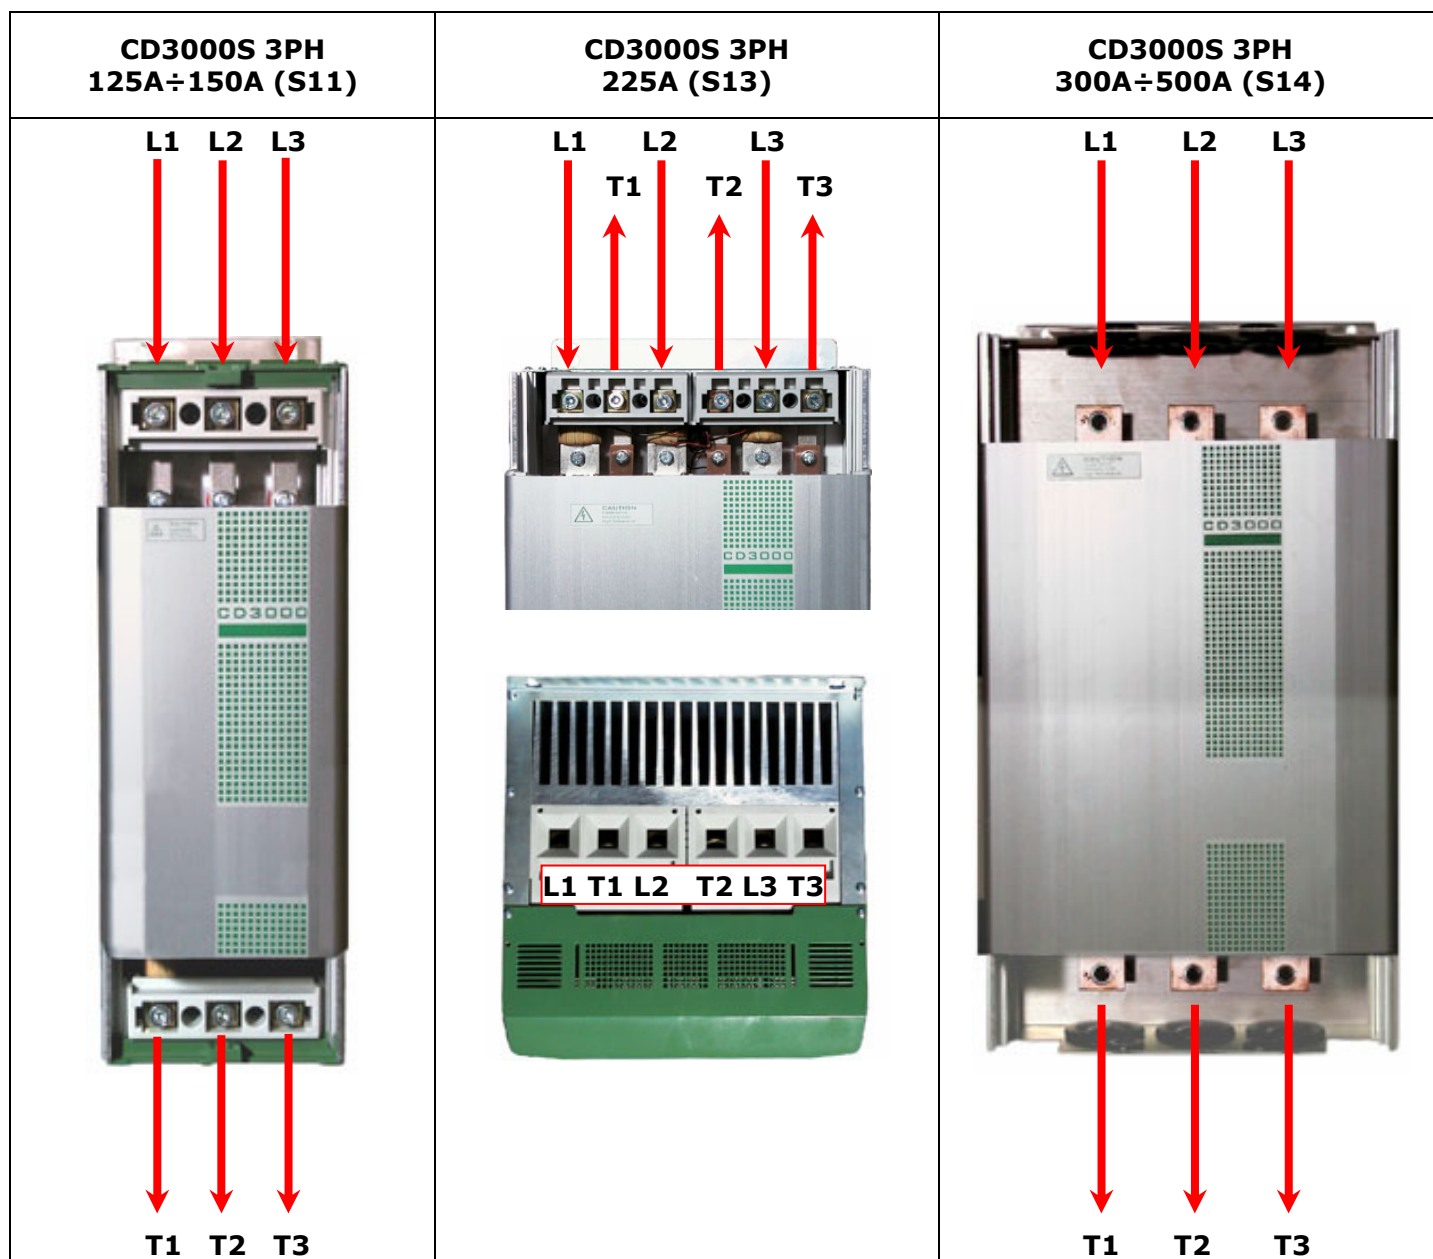 CD3000S 3PH
125A÷150A (S11)
CD3000S 3PH
225A (S13)
CD3000S 3PH
300A÷500A (S14)
L1 L2 L3
CD3000
T1 T2 T3
L1 L2 L3
T1 T2 T3
CAUTION
CD3000
L1 T1 L2 T2 L3 T3
L1 L2 L3
CD3000
T1 T2 T3